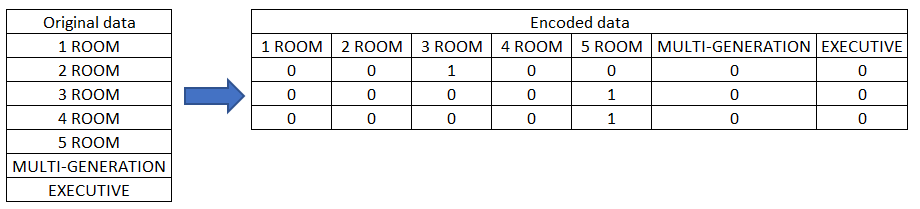 Original data
1 ROOM
2 ROOM
3 ROOM
4 ROOM
5 ROOM
MULTI-GENERATION
EXECUTIVE
Encoded data
1 ROOM 2 ROOM 3 ROOM 4 ROOM 5 ROOM MULTI-GENERATION EXECUTIVE
0 0 1 0 0 0 0
0 0 0 0 1 0 0
0 0 0 0 1 0 0